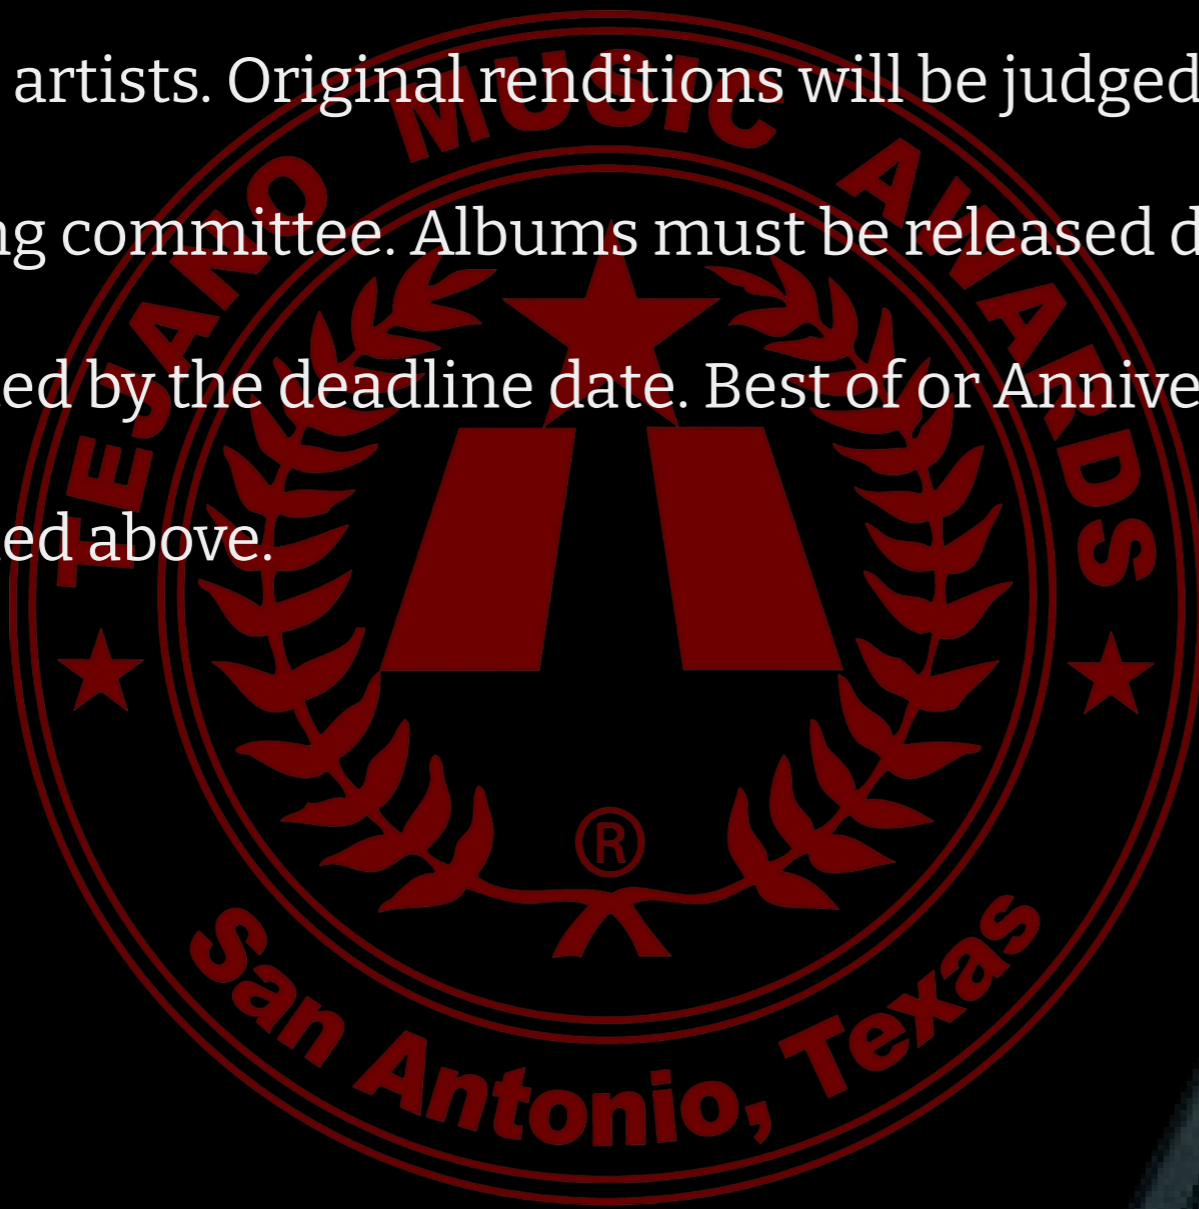 artists. Original renditions will be judged
ng committee. Albums must be released d
ed by the deadline date. Best of or Annive
ed above.
TEJANO MUSIC AWARDS
®
San Antonio, Texas